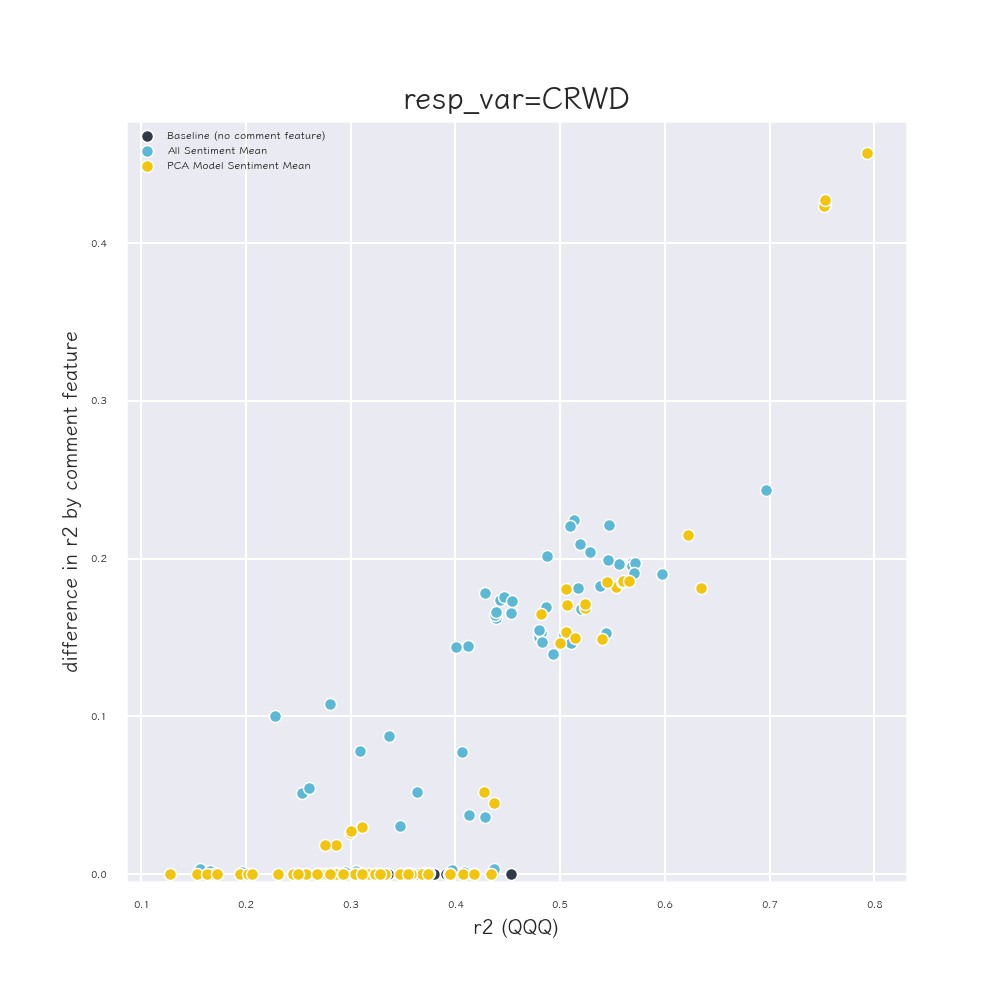 resp_var=CRWD
Baseline (no comment feature)
All Sentiment Mean
PCA Model Sentiment Mean
difference in r2 by comment feature
0.4
0.3
0.2
0.1
0.0
0.1 0.2 0.3 0.4 0.5 0.6 0.7 0.8
r2 (QQQ)